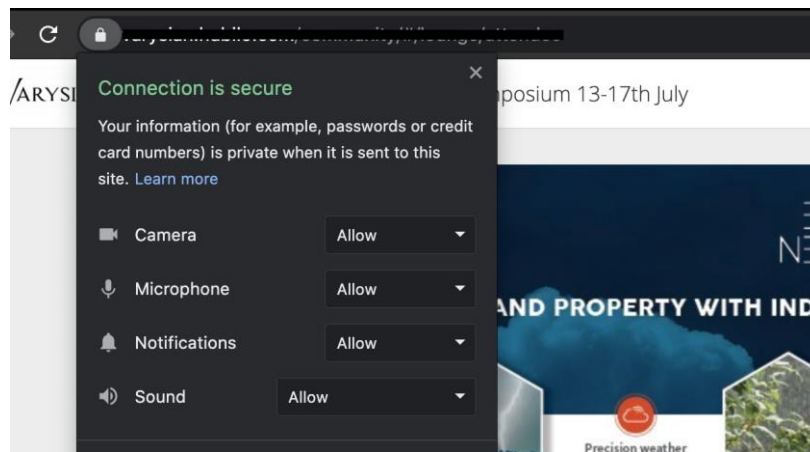 /ARYSI
Connection is secure
posium 13-17th July
Your information (for example, passwords or credit
card numbers) is private when it is sent to this
site. Learn more
Camera Allow
Microphone Allow
AND PROPERTY WITH IND
Notifications Allow
Sound Allow
Precision weather